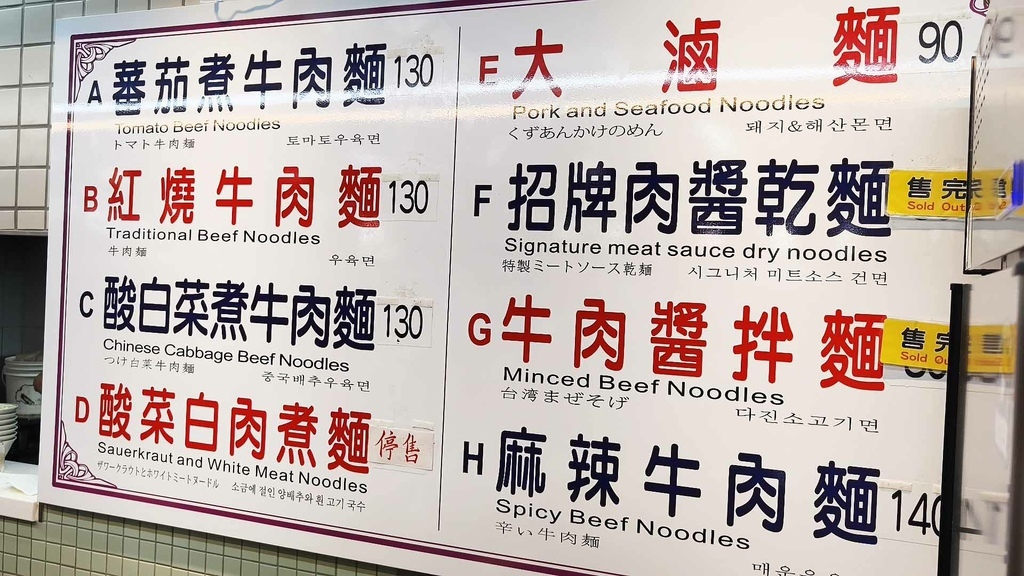 A 蕃茄煮牛肉麵 130
Tomato Beef Noodles
トマト牛肉麵 토마토우육면
B 紅燒牛肉麵 130
Traditional Beef Noodles
牛肉麵 우육면
C 酸白菜煮牛肉麵 130
Chinese Cabbage Beef Noodles
つけ白菜牛肉麵 중국배추우육면
D 酸菜白肉煮麵 停售
Sauerkraut and White Meat Noodles
ザワークラウトとホワイトミートヌードル 소금에 절인 양배추와 흰 고기 국수
E 大滷麵 90
Pork and Seafood Noodles
くずあんかけのめん 돼지&해산몬면
F 招牌肉醬乾麵 售完
Sold Out
Signature meat sauce dry noodles
特製ミートソース乾麵 시그니처 미트소스 건면
G 牛肉醬拌麵 售完
Sold
Minced Beef Noodles
台湾まぜそげ 다진소고기면
H 麻辣牛肉麵 140
Spicy Beef Noodles
辛い牛肉麵